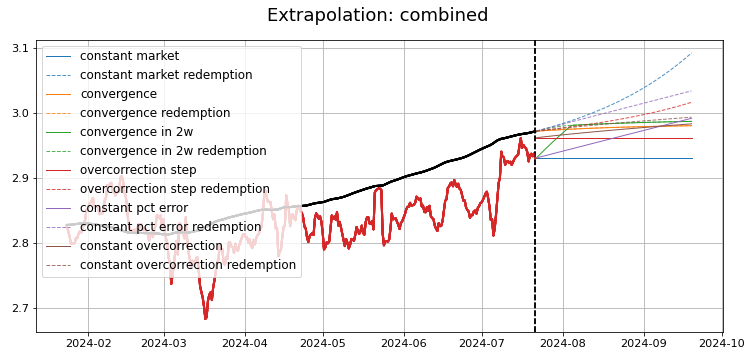 Extrapolation: combined
3.1
3.0
2.9
2.8
2.7
constant market
constant market redemption
convergence
convergence redemption
convergence in 2w
convergence in 2w redemption
overcorrection step
overcorrection step redemption
constant pct error
constant pct error redemption
constant overcorrection
constant overcorrection redemption
2024-02 2024-03 2024-04 2024-05 2024-06 2024-07 2024-08 2024-09 2024-10